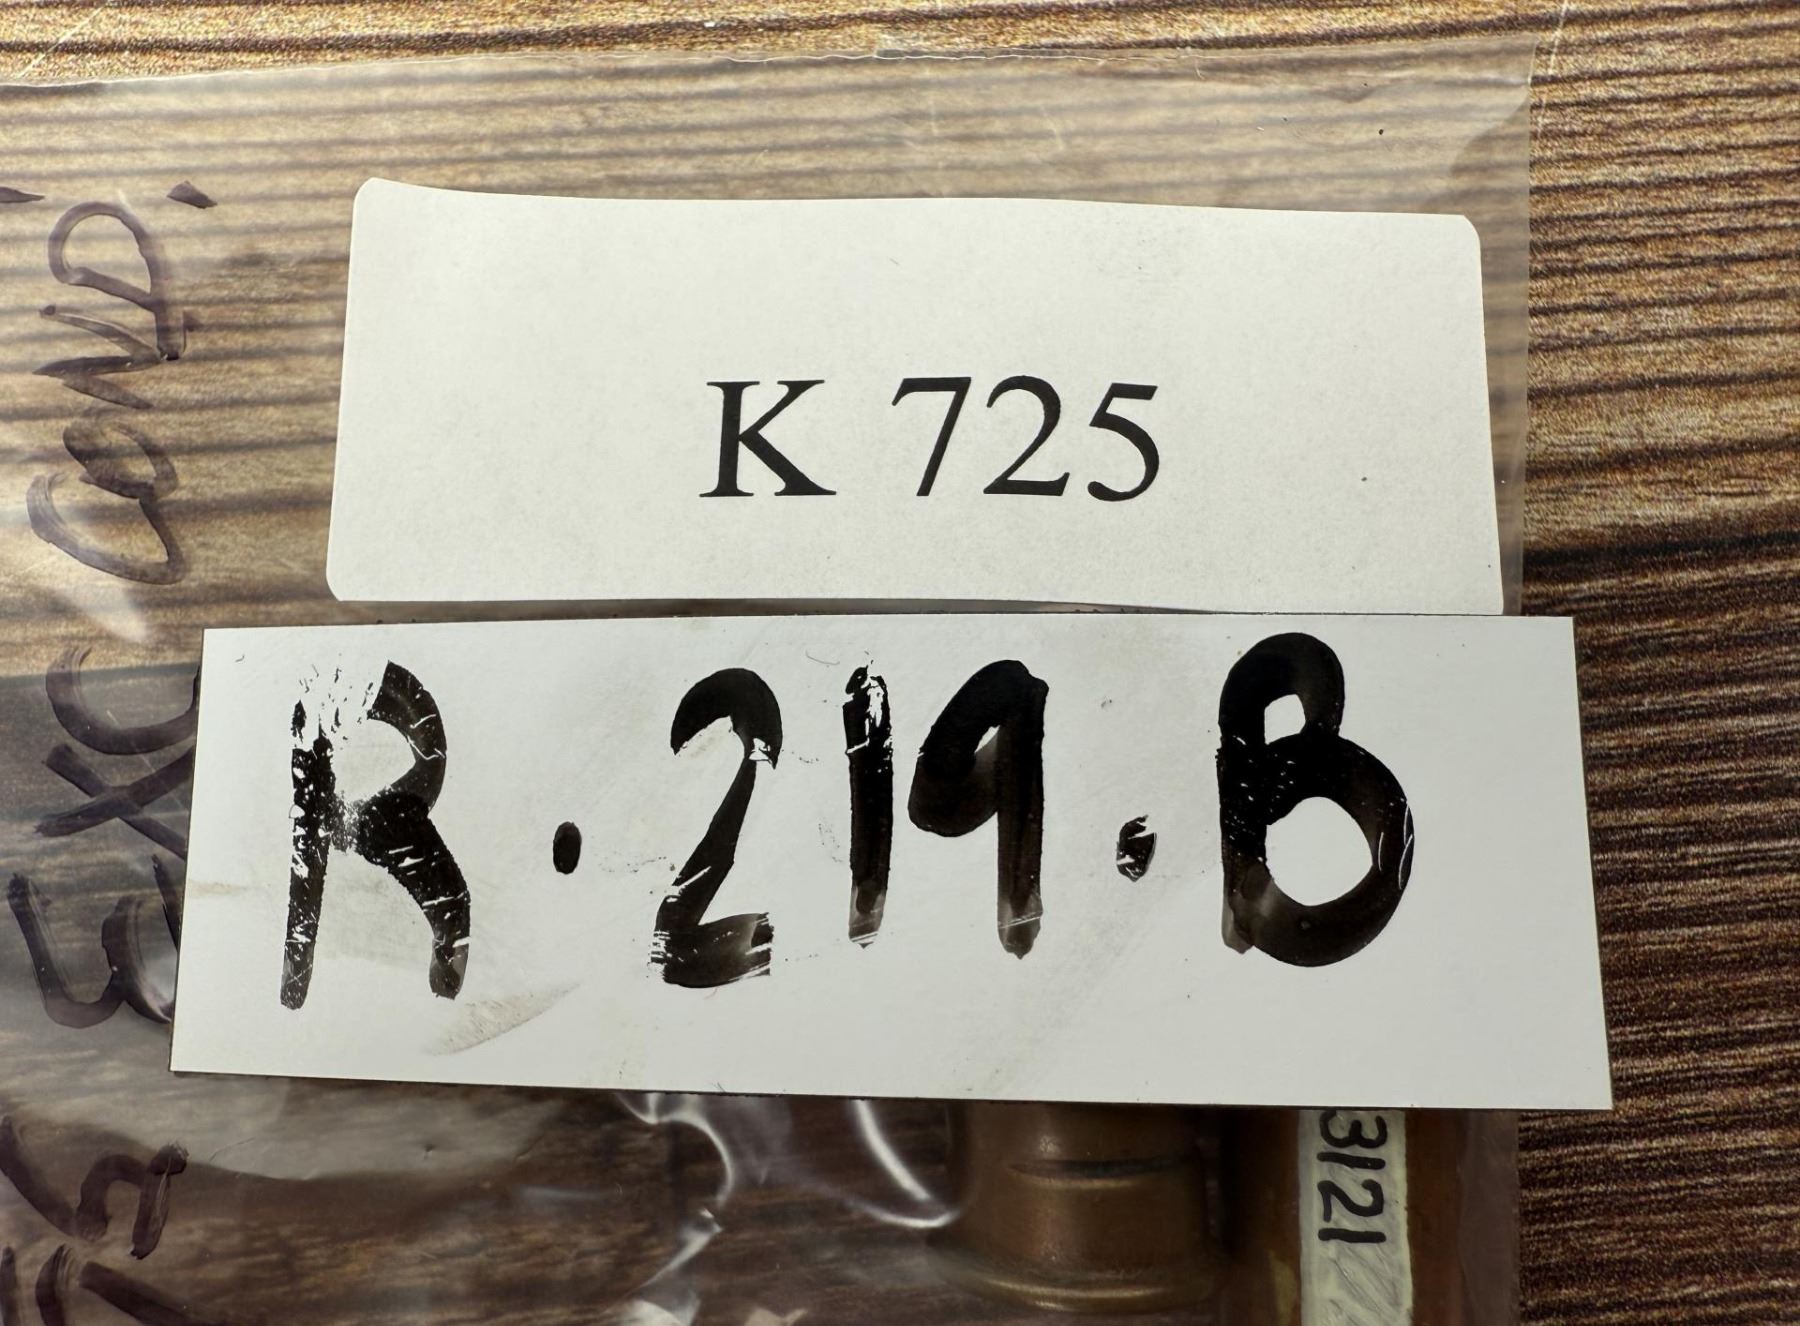 K 725
R·219·B
EXC COND.
3121